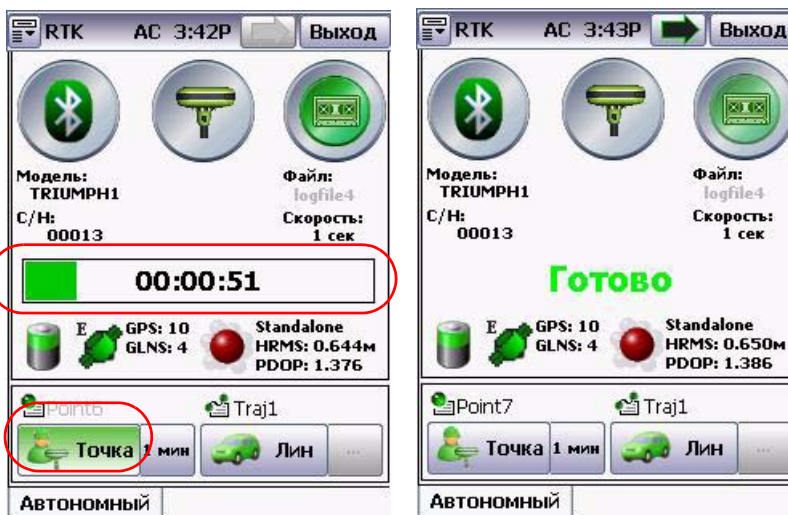 RTK AC 3:42P Выход
Модель:
TRIUMPH1
С/Н:
00013
Файл:
logfile4
Скорость:
1 сек
00:00:51
E GPS: 10
GLNS: 4
Standalone
HRMS: 0.644м
PDOP: 1.376
Point6 Traj1
Точка 1 мин Лин ...
Автономный
RTK AC 3:43P Выход
Модель:
TRIUMPH1
С/Н:
00013
Файл:
logfile4
Скорость:
1 сек
Готово
E GPS: 10
GLNS: 4
Standalone
HRMS: 0.650м
PDOP: 1.386
Point7 Traj1
Точка 1 мин Лин ...
Автономный